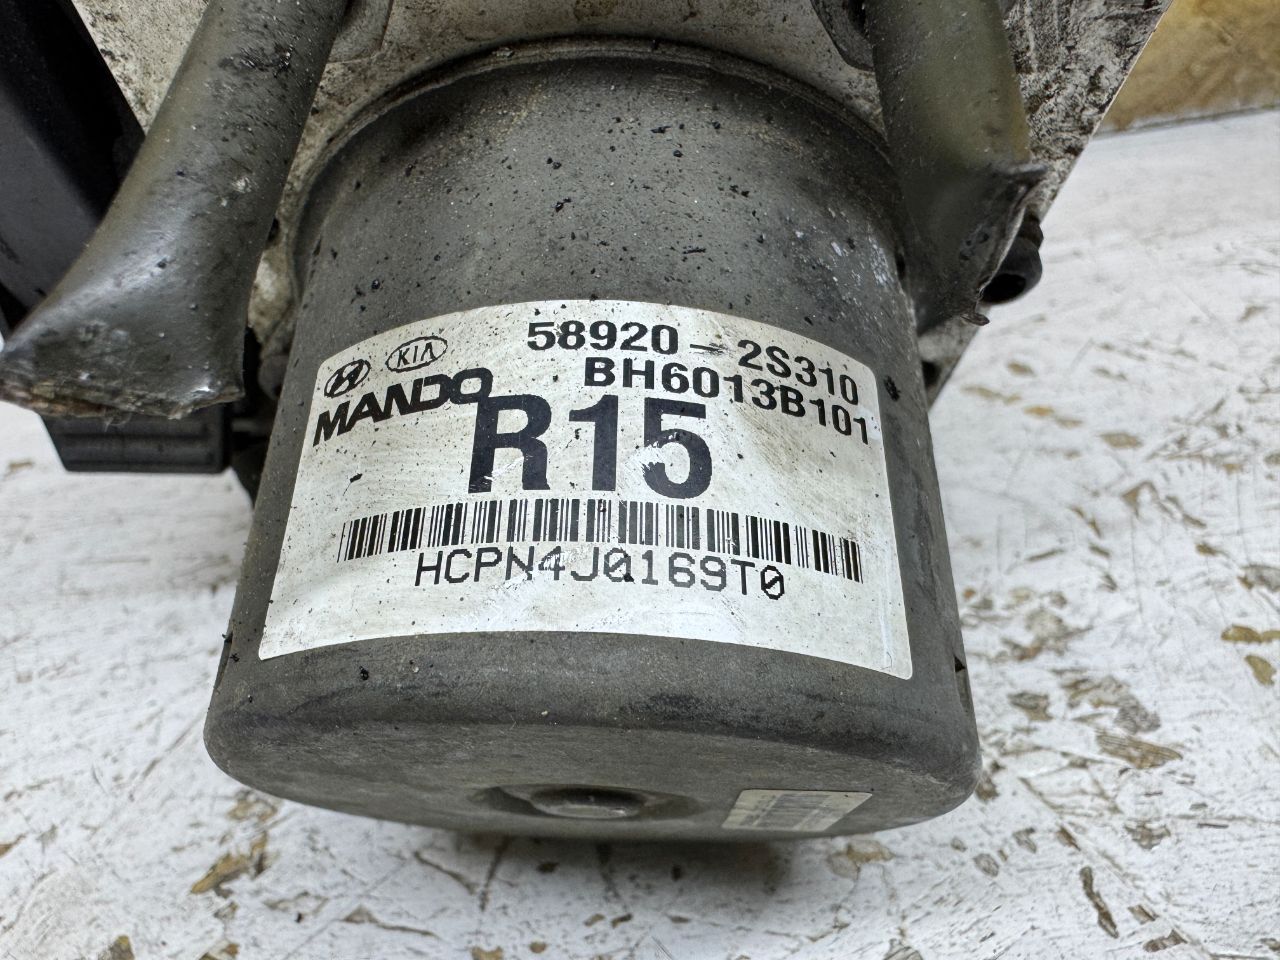 58920-2S310
KIA
BH6013B101
MANDO
R15
HCPN4J0169T0